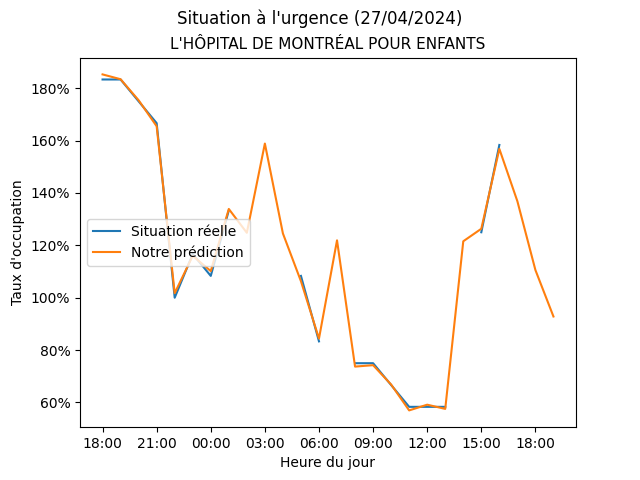 Situation à l'urgence (27/04/2024)
L'HÔPITAL DE MONTRÉAL POUR ENFANTS
180%
160%
140%
120%
100%
80%
60%
Taux d'occupation
Situation réelle
Notre prédiction
18:00 21:00 00:00 03:00 06:00 09:00 12:00 15:00 18:00
Heure du jour